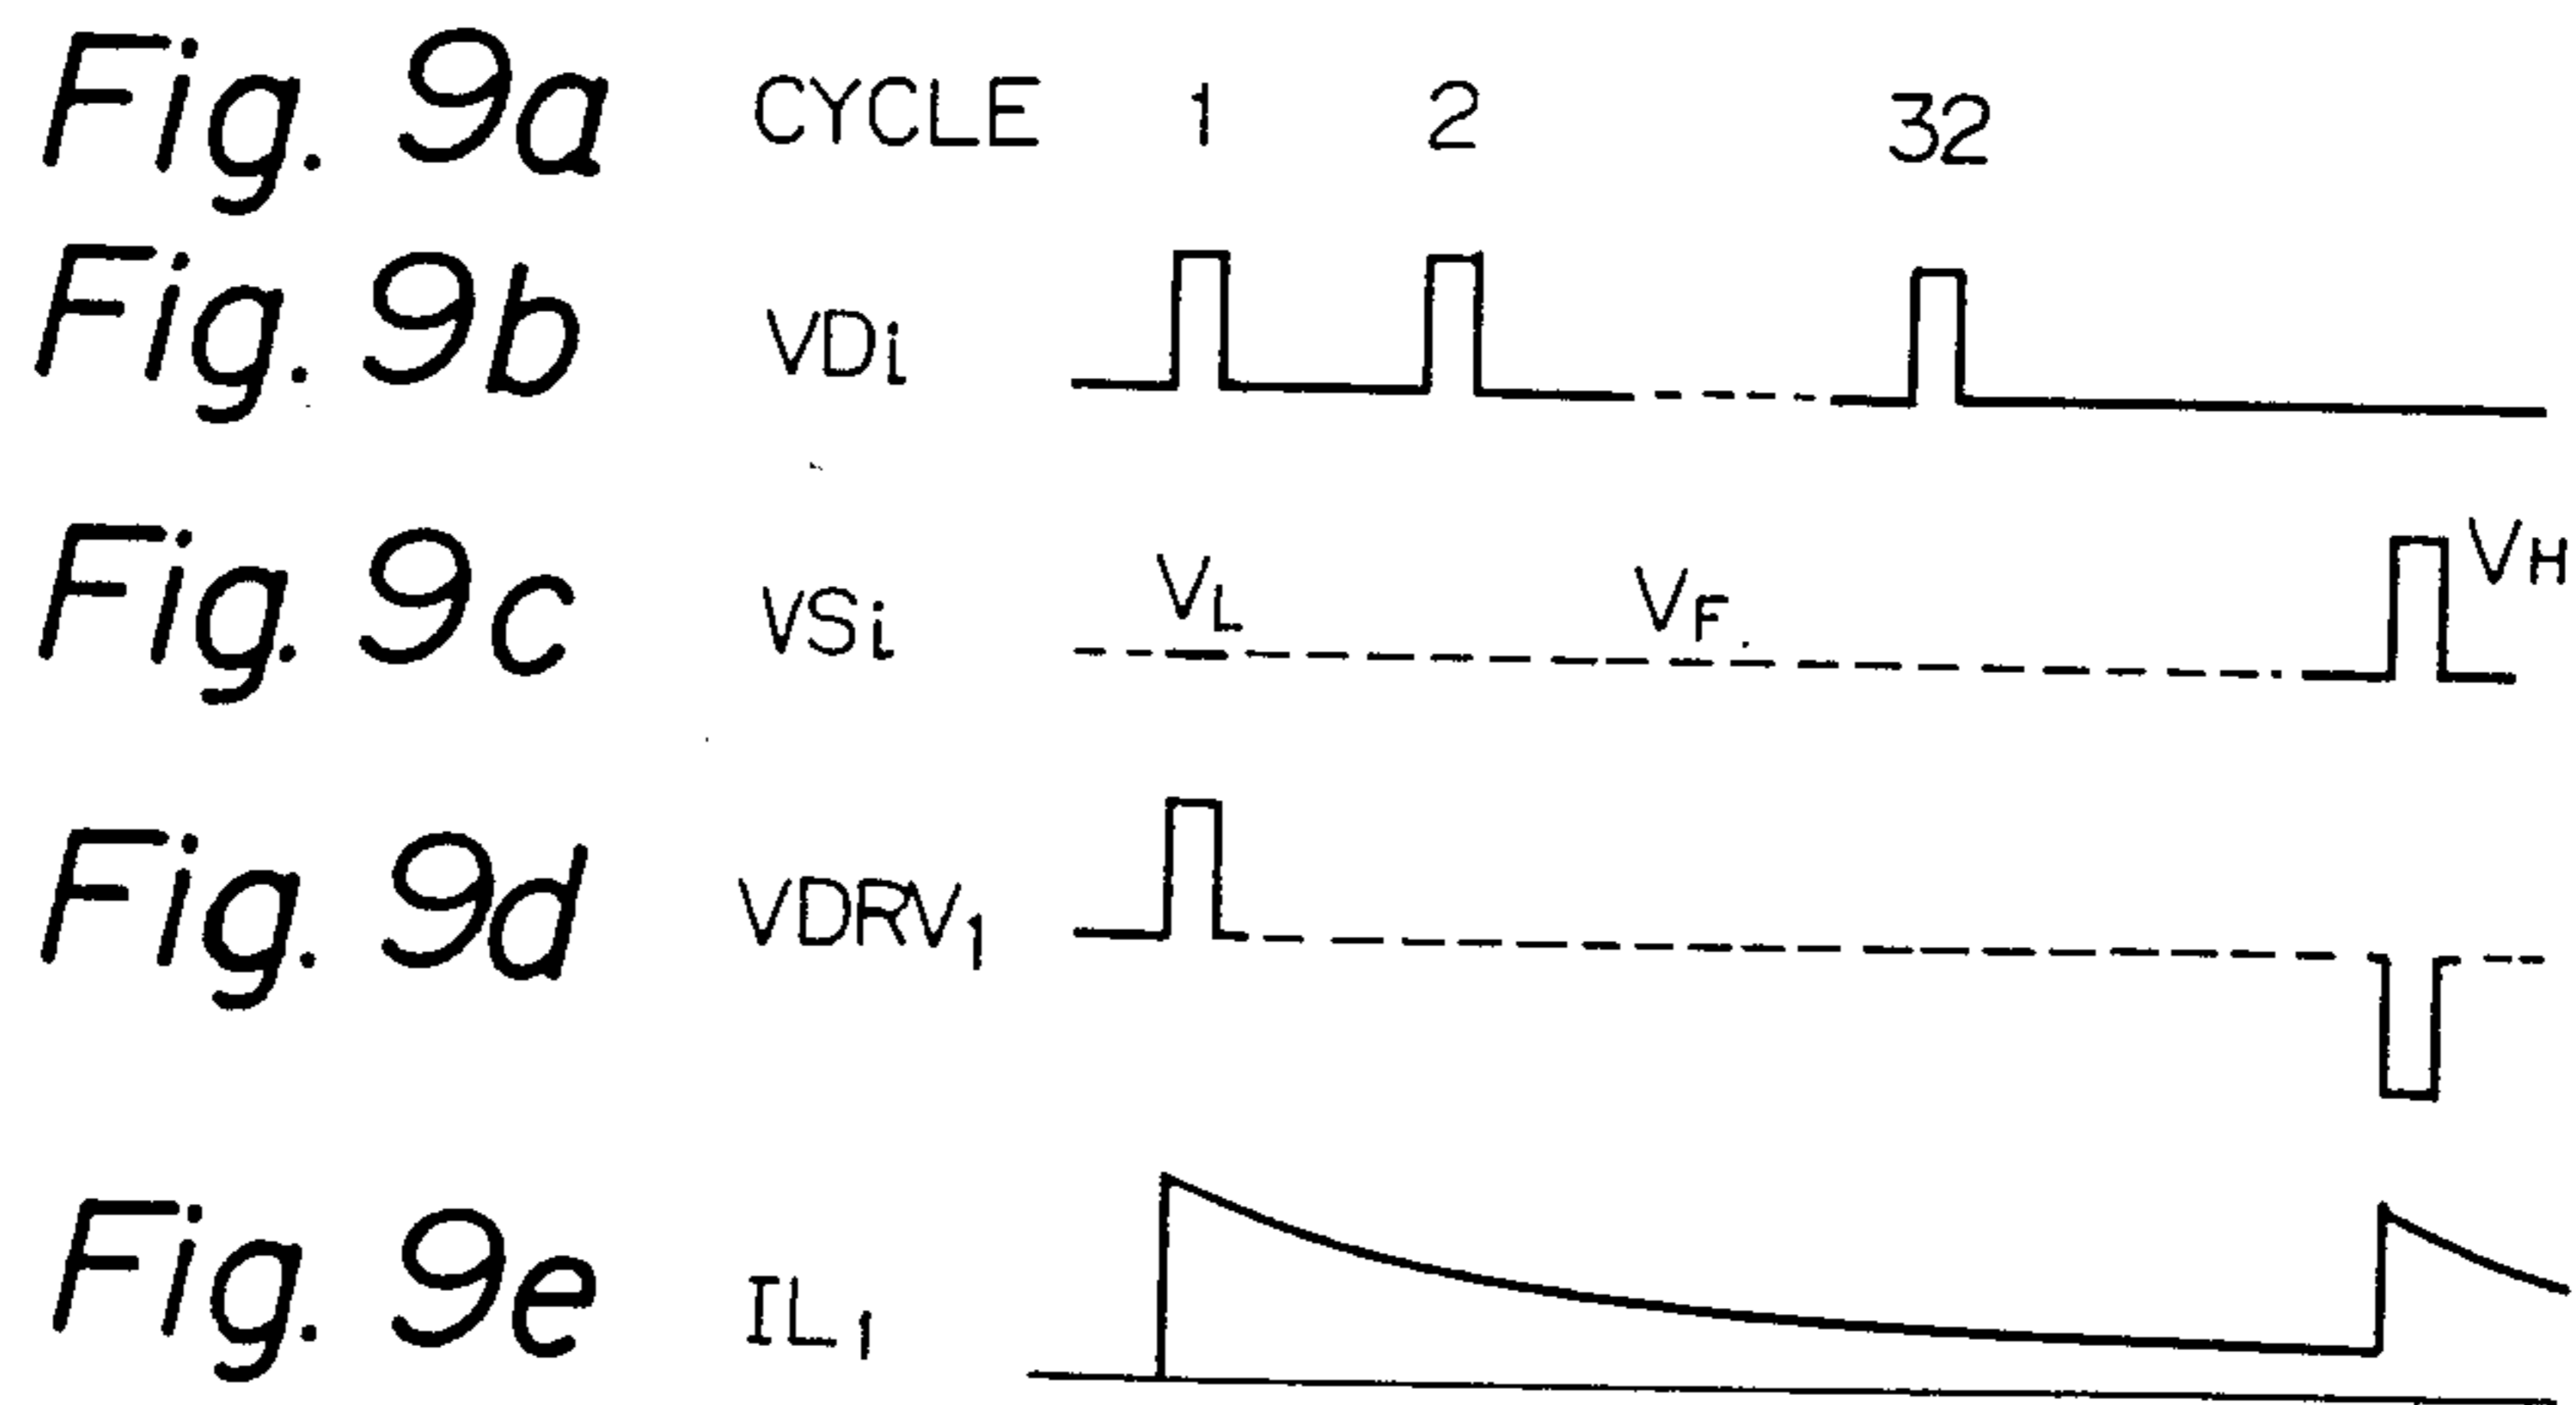 Fig. 9a CYCLE 1 2 32
Fig. 9b VDi
Fig. 9c VSi VL VF VH
Fig. 9d VDRV1
Fig. 9e IL1